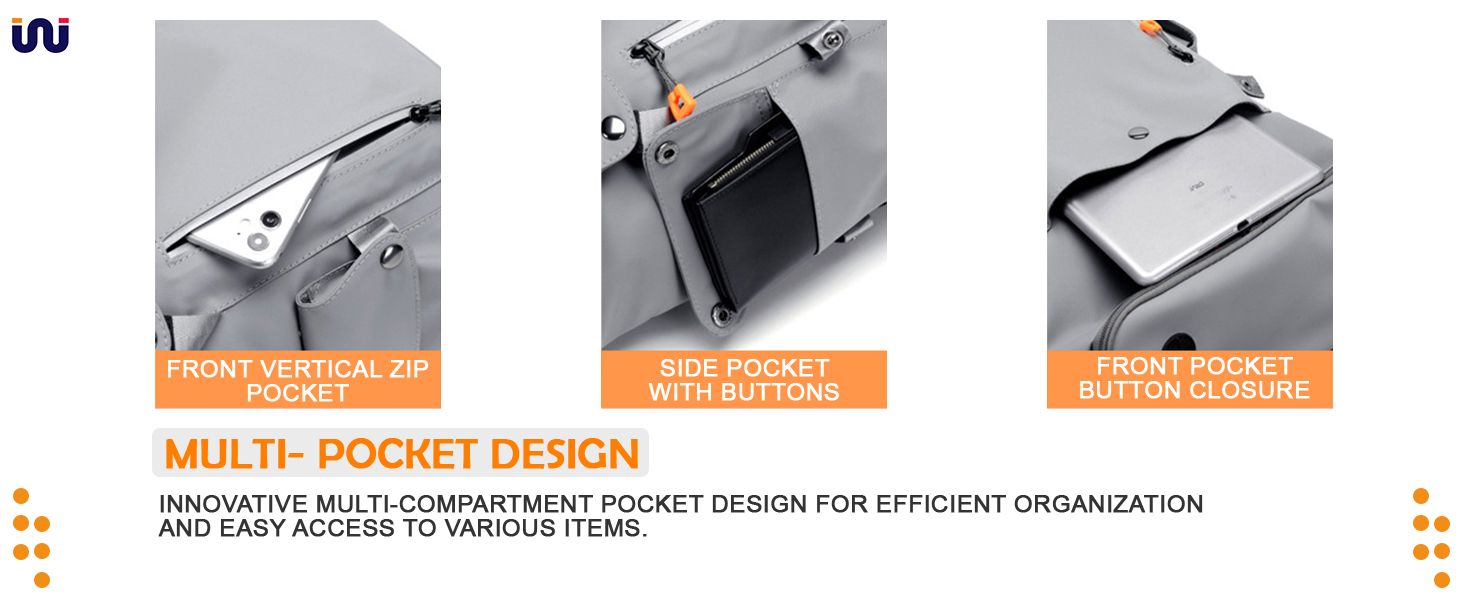 FRONT VERTICAL ZIP
POCKET
SIDE POCKET
WITH BUTTONS
FRONT POCKET
BUTTON CLOSURE
MULTI- POCKET DESIGN
INNOVATIVE MULTI-COMPARTMENT POCKET DESIGN FOR EFFICIENT ORGANIZATION
AND EASY ACCESS TO VARIOUS ITEMS.